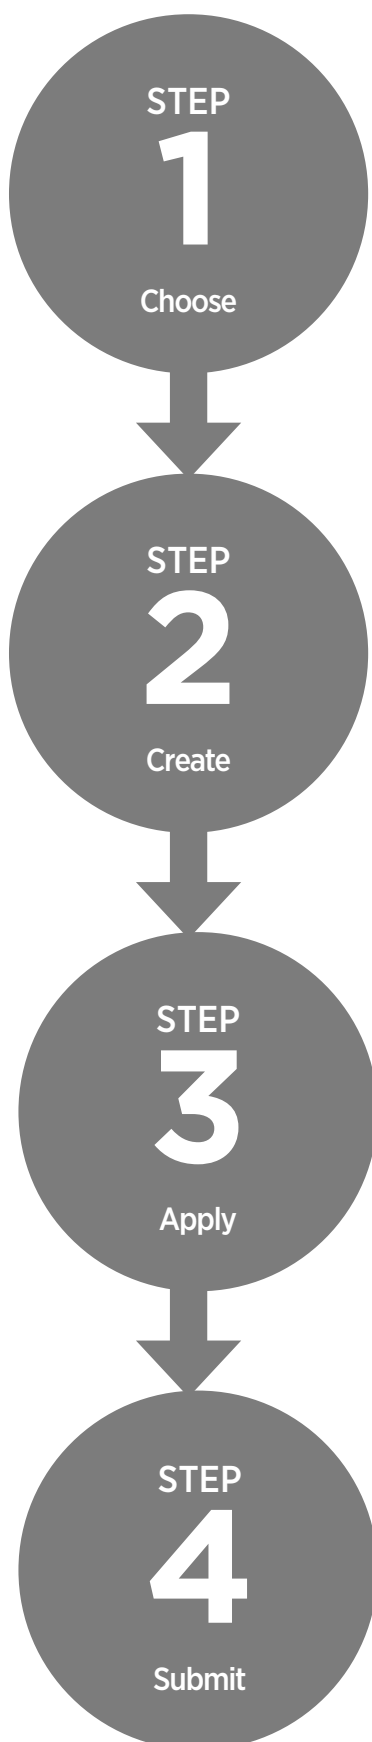 STEP
1
Choose
STEP
2
Create
STEP
3
Apply
STEP
4
Submit